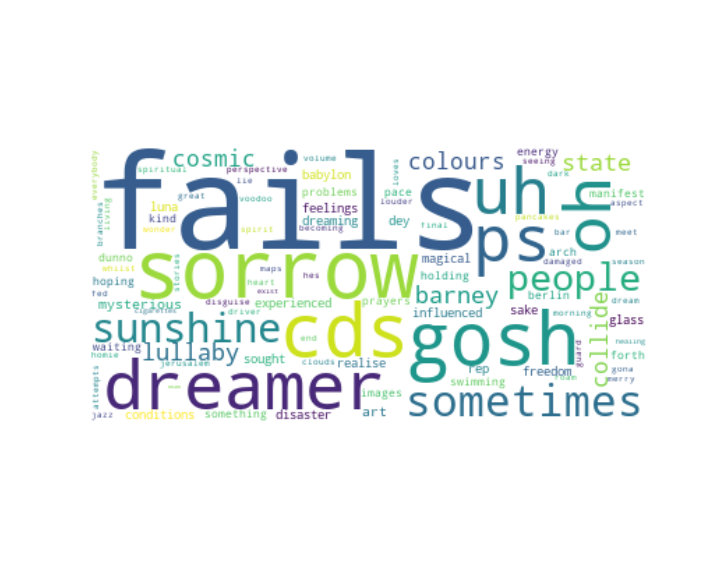 fails
sorrow
cds
gosh
dreamer
sometimes
sunshine
uh
ps
oh
people
barney
lullaby
cosmic
colours
state
collide
energy
seeing
dark
manifest
aspect
pancakes
bar
meet
arch
damaged
season
berlin
dream
morning
glass
sake
guard
healing
forth
gona
merry
foam
freedom
rep
swimming
influenced
holding
magical
louder
final
dey
pace
loves
volume
perspective
spiritual
lie
babylon
problems
feelings
dreaming
becoming
voodoo
great
luna
kind
wonder
spirit
everybody
living
branches
dunno
whilst
hoping
fed
stories
maps
hes
heart
exist
prayers
disguise
experienced
driver
mysterious
cigarettes
waiting
homie
jerusalem
sought
end
clouds
realise
images
art
attempts
jazz
conditions
something
disaster